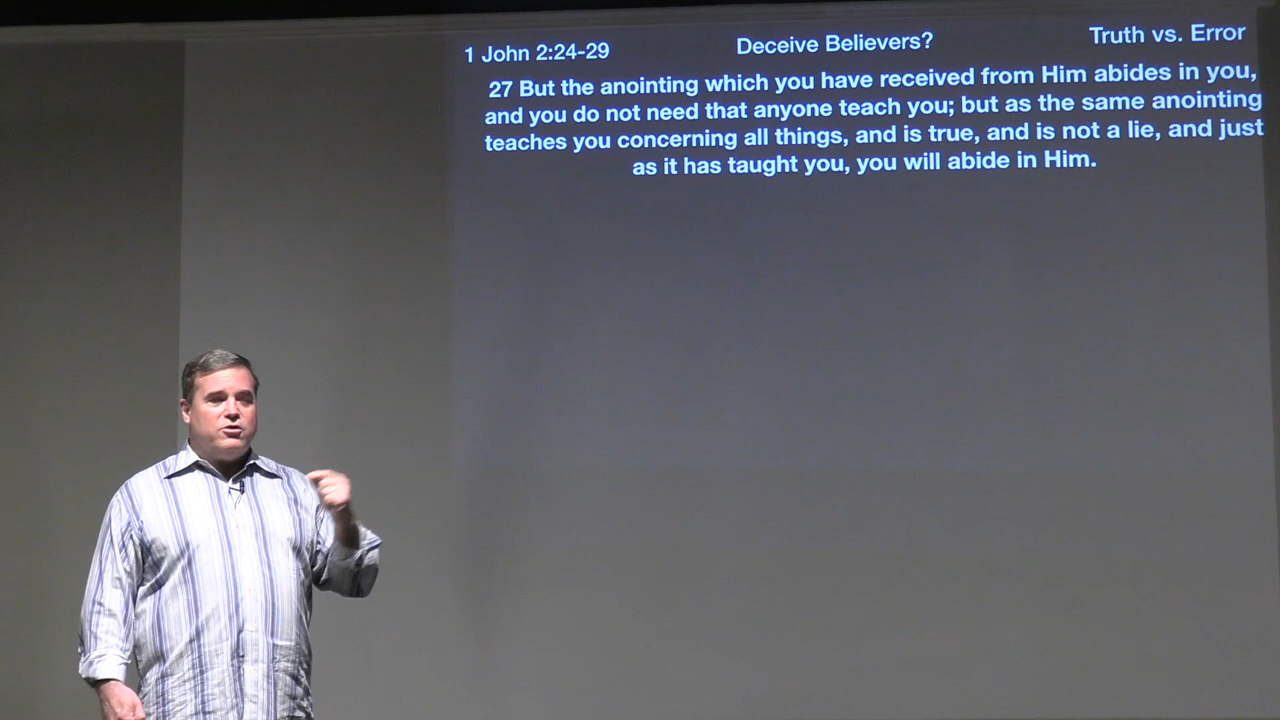 1 John 2:24-29 Deceive Believers? Truth vs. Error
27 But the anointing which you have received from Him abides in you,
and you do not need that anyone teach you; but as the same anointing
teaches you concerning all things, and is true, and is not a lie, and just
as it has taught you, you will abide in Him.